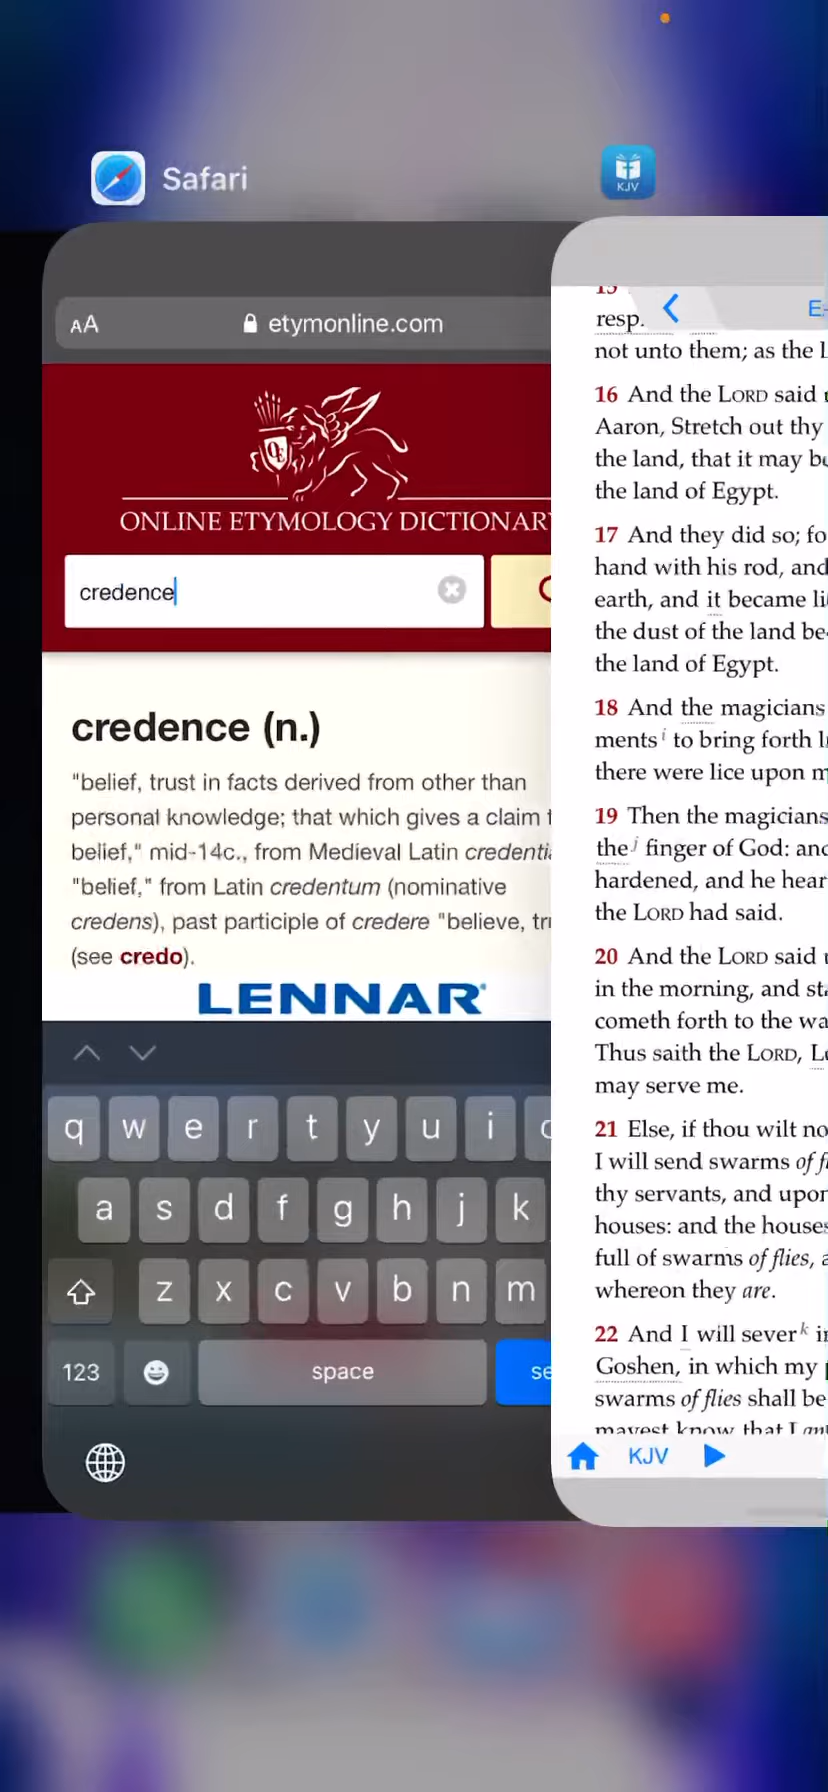 Safari
KJV
AA
etymonline.com
ONLINE ETYMOLOGY DICTIONARY
credence
credence (n.)
"belief, trust in facts derived from other than
personal knowledge; that which gives a claim
belief," mid-14c., from Medieval Latin
"belief," from Latin credentum (nominative
credens), past participle of credere "believe,
(see credo).
LENNAR
q w e r t y u i
a s d f g h j k
z x c v b n m
123 space
15
resp.
not unto them; as the
16 And the LORD said
Aaron, Stretch out thy
the land, that it may
the land of Egypt.
17 And they did so;
hand with his rod, and
earth, and it became
the dust of the land
the land of Egypt.
18 And the magicians
ments i to bring forth
there were lice upon
19 Then the magicians
the j finger of God:
hardened, and he
the LORD had said.
20 And the LORD said
in the morning, and
cometh forth to the
Thus saith the LORD,
may serve me.
21 Else, if thou wilt
I will send swarms of
thy servants, and
houses: and the
full of swarms of flies,
whereon they are.
22 And I will sever k
Goshen, in which my
swarms of flies shall be
mayest know that I
KJV